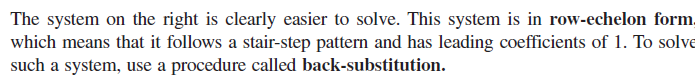 The system on the right is clearly easier to solve. This system is in row-echelon form,
which means that it follows a stair-step pattern and has leading coefficients of 1. To solve
such a system, use a procedure called back-substitution.